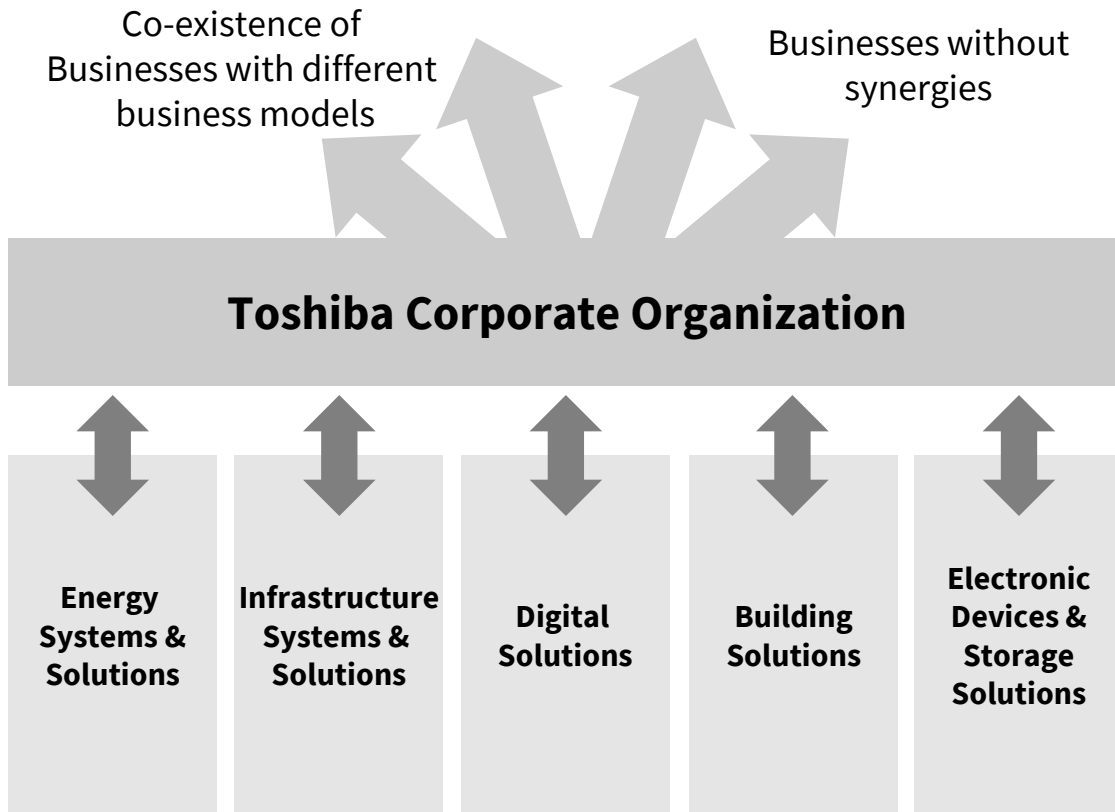 Co-existence of
Businesses with different
business models
Businesses without
synergies
Toshiba Corporate Organization
Energy
Systems &
Solutions
Infrastructure
Systems &
Solutions
Digital
Solutions
Building
Solutions
Electronic
Devices &
Storage
Solutions